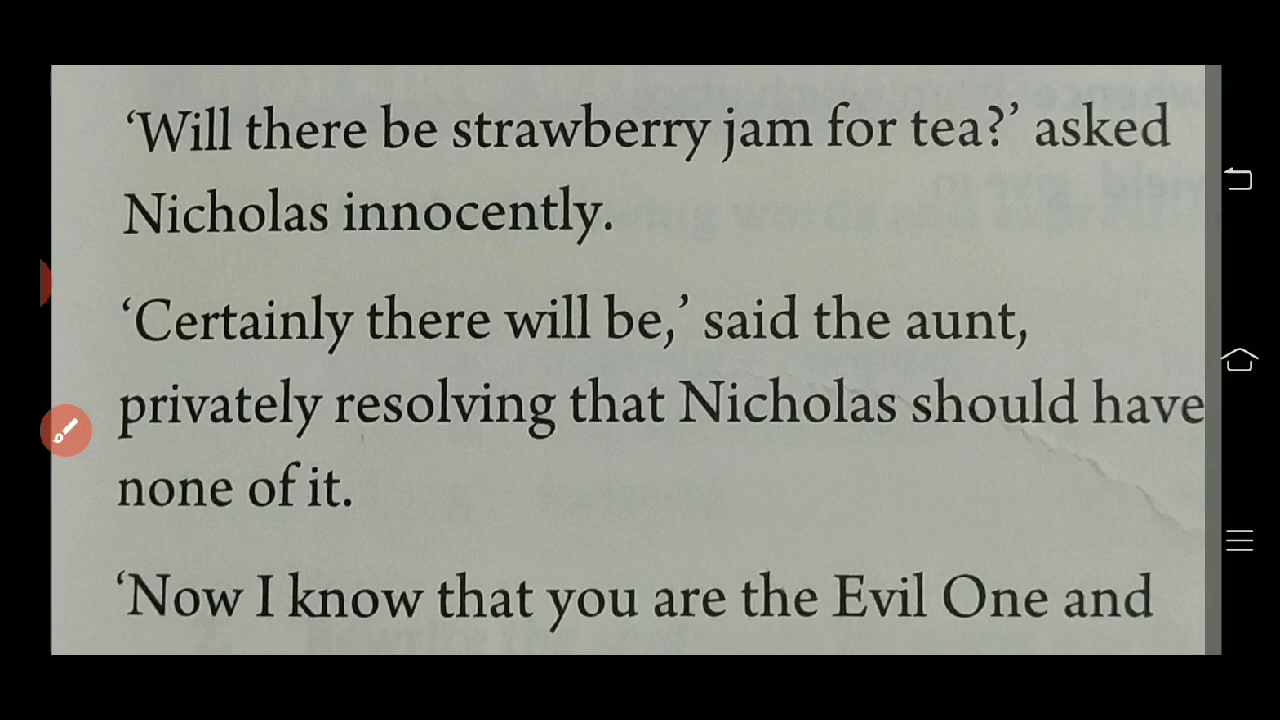 ‘Will there be strawberry jam for tea?’ asked
Nicholas innocently.
‘Certainly there will be,’ said the aunt,
privately resolving that Nicholas should have
none of it.
‘Now I know that you are the Evil One and